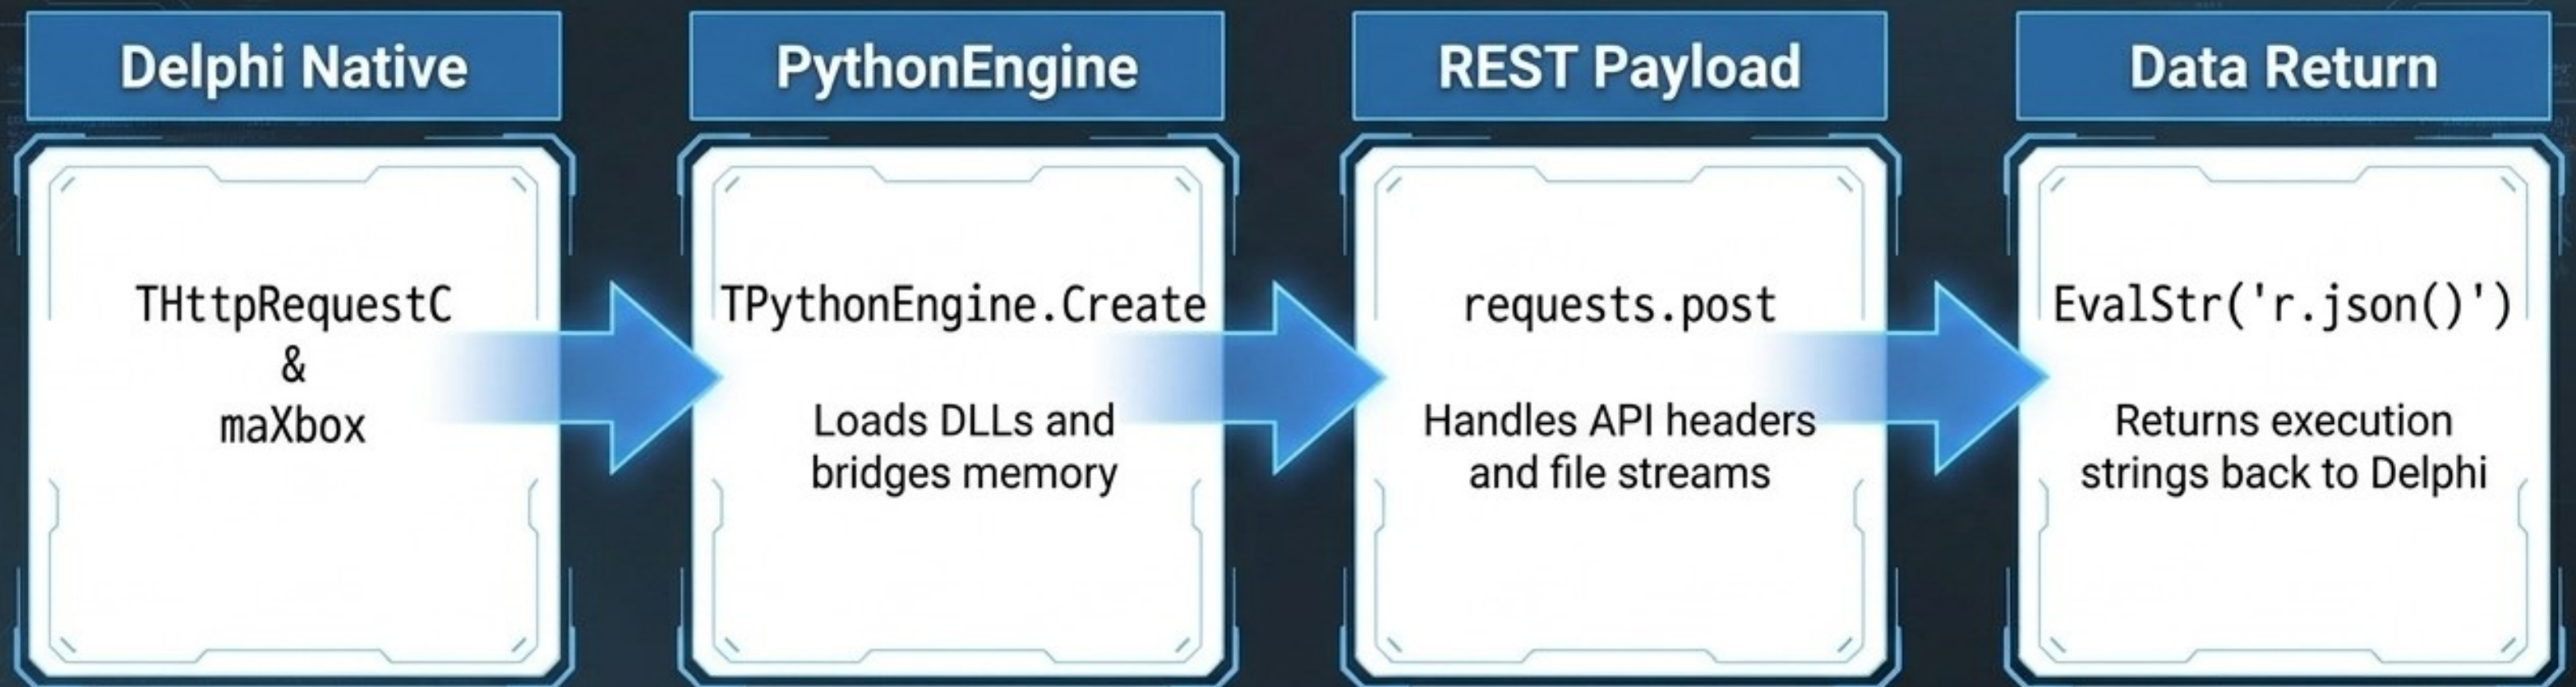 Delphi Native
THttpRequestC
&
maXbox
PythonEngine
TPythonEngine.Create
Loads DLLs and
bridges memory
REST Payload
requests.post
Handles API headers
and file streams
Data Return
EvalStr('r.json()')
Returns execution
strings back to Delphi